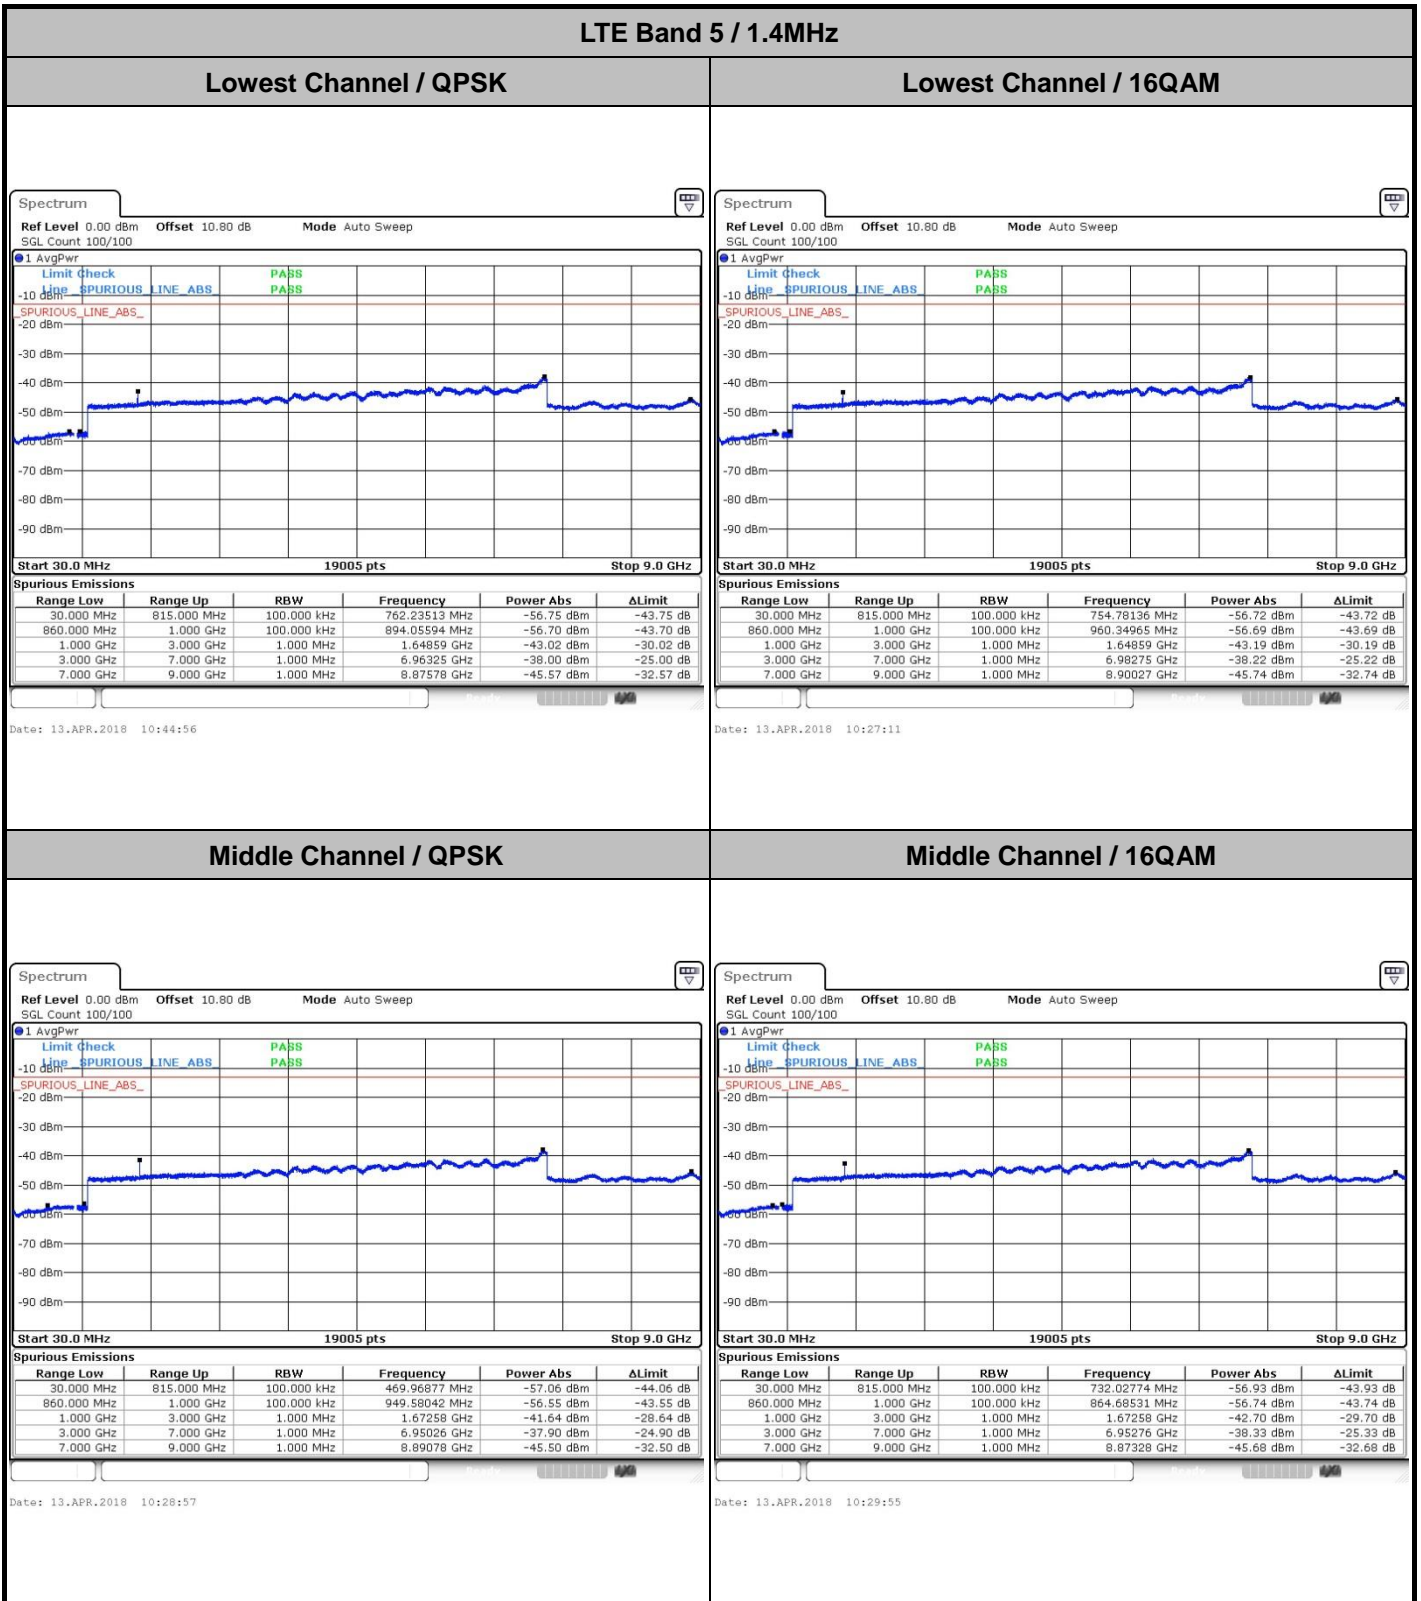 LTE Band 5 / 1.4MHz
Lowest Channel / QPSK
Lowest Channel / 16QAM
Spectrum
Ref Level 0.00 dBm Offset 10.80 dB Mode Auto Sweep
SGL Count 100/100
1 AvgPwr
Limit Check PASS
Line _SPURIOUS_LINE_ABS_ PASS
-10 dBm
_SPURIOUS_LINE_ABS_
-20 dBm
-30 dBm
-40 dBm
-50 dBm
-60 dBm
-70 dBm
-80 dBm
-90 dBm
Start 30.0 MHz 19005 pts Stop 9.0 GHz
Spurious Emissions
Range Low Range Up RBW Frequency Power Abs ΔLimit
30.000 MHz 815.000 MHz 100.000 kHz 762.23513 MHz -56.75 dBm -43.75 dB
860.000 MHz 1.000 GHz 100.000 kHz 894.05594 MHz -56.70 dBm -43.70 dB
1.000 GHz 3.000 GHz 1.000 MHz 1.64859 GHz -43.02 dBm -30.02 dB
3.000 GHz 7.000 GHz 1.000 MHz 6.96325 GHz -38.00 dBm -25.00 dB
7.000 GHz 9.000 GHz 1.000 MHz 8.87578 GHz -45.57 dBm -32.57 dB
Ready
Date: 13.APR.2018 10:44:56
Spectrum
Ref Level 0.00 dBm Offset 10.80 dB Mode Auto Sweep
SGL Count 100/100
1 AvgPwr
Limit Check PASS
Line _SPURIOUS_LINE_ABS_ PASS
-10 dBm
_SPURIOUS_LINE_ABS_
-20 dBm
-30 dBm
-40 dBm
-50 dBm
-60 dBm
-70 dBm
-80 dBm
-90 dBm
Start 30.0 MHz 19005 pts Stop 9.0 GHz
Spurious Emissions
Range Low Range Up RBW Frequency Power Abs ΔLimit
30.000 MHz 815.000 MHz 100.000 kHz 754.78136 MHz -56.72 dBm -43.72 dB
860.000 MHz 1.000 GHz 100.000 kHz 960.34965 MHz -56.69 dBm -43.69 dB
1.000 GHz 3.000 GHz 1.000 MHz 1.64859 GHz -43.19 dBm -30.19 dB
3.000 GHz 7.000 GHz 1.000 MHz 6.98275 GHz -38.22 dBm -25.22 dB
7.000 GHz 9.000 GHz 1.000 MHz 8.90027 GHz -45.74 dBm -32.74 dB
Ready
Date: 13.APR.2018 10:27:11
Middle Channel / QPSK
Middle Channel / 16QAM
Spectrum
Ref Level 0.00 dBm Offset 10.80 dB Mode Auto Sweep
SGL Count 100/100
1 AvgPwr
Limit Check PASS
Line _SPURIOUS_LINE_ABS_ PASS
-10 dBm
_SPURIOUS_LINE_ABS_
-20 dBm
-30 dBm
-40 dBm
-50 dBm
-60 dBm
-70 dBm
-80 dBm
-90 dBm
Start 30.0 MHz 19005 pts Stop 9.0 GHz
Spurious Emissions
Range Low Range Up RBW Frequency Power Abs ΔLimit
30.000 MHz 815.000 MHz 100.000 kHz 469.96877 MHz -57.06 dBm -44.06 dB
860.000 MHz 1.000 GHz 100.000 kHz 949.58042 MHz -56.55 dBm -43.55 dB
1.000 GHz 3.000 GHz 1.000 MHz 1.67258 GHz -41.64 dBm -28.64 dB
3.000 GHz 7.000 GHz 1.000 MHz 6.95026 GHz -37.90 dBm -24.90 dB
7.000 GHz 9.000 GHz 1.000 MHz 8.89078 GHz -45.50 dBm -32.50 dB
Ready
Date: 13.APR.2018 10:28:57
Spectrum
Ref Level 0.00 dBm Offset 10.80 dB Mode Auto Sweep
SGL Count 100/100
1 AvgPwr
Limit Check PASS
Line _SPURIOUS_LINE_ABS_ PASS
-10 dBm
_SPURIOUS_LINE_ABS_
-20 dBm
-30 dBm
-40 dBm
-50 dBm
-60 dBm
-70 dBm
-80 dBm
-90 dBm
Start 30.0 MHz 19005 pts Stop 9.0 GHz
Spurious Emissions
Range Low Range Up RBW Frequency Power Abs ΔLimit
30.000 MHz 815.000 MHz 100.000 kHz 732.02774 MHz -56.93 dBm -43.93 dB
860.000 MHz 1.000 GHz 100.000 kHz 864.68531 MHz -56.74 dBm -43.74 dB
1.000 GHz 3.000 GHz 1.000 MHz 1.67258 GHz -42.70 dBm -29.70 dB
3.000 GHz 7.000 GHz 1.000 MHz 6.95276 GHz -38.33 dBm -25.33 dB
7.000 GHz 9.000 GHz 1.000 MHz 8.87328 GHz -45.68 dBm -32.68 dB
Ready
Date: 13.APR.2018 10:29:55